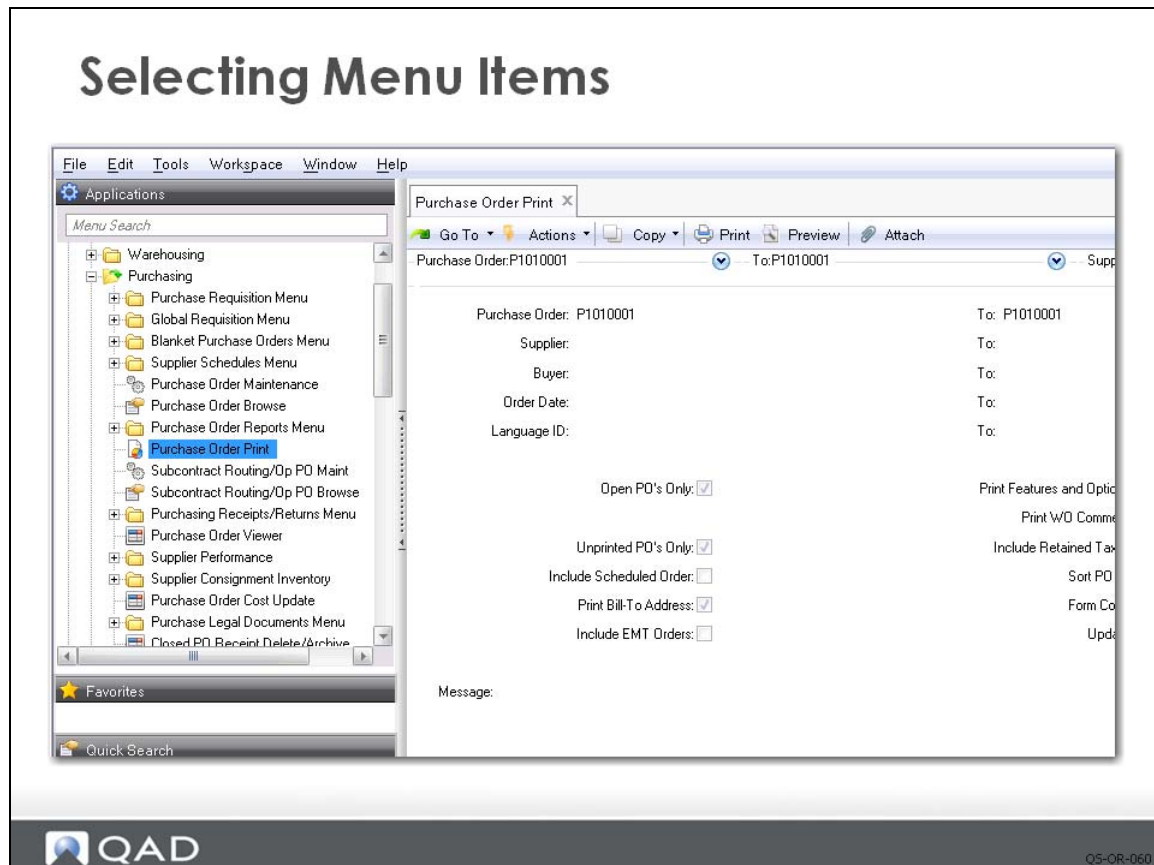 Selecting Menu Items
File Edit Tools Workspace Window Help
Applications
Menu Search
Warehousing
Purchasing
Purchase Requisition Menu
Global Requisition Menu
Blanket Purchase Orders Menu
Supplier Schedules Menu
Purchase Order Maintenance
Purchase Order Browse
Purchase Order Reports Menu
Purchase Order Print
Subcontract Routing/Op PO Maint
Subcontract Routing/Op PO Browse
Purchasing Receipts/Returns Menu
Purchase Order Viewer
Supplier Performance
Supplier Consignment Inventory
Purchase Order Cost Update
Purchase Legal Documents Menu
Closed PO Receipt Delete/Archive
Favorites
Quick Search
Purchase Order Print
Go To Actions Copy Print Preview Attach
Purchase Order:P1010001 To:P1010001 Supp
Purchase Order: P1010001 To: P1010001
Supplier: To:
Buyer: To:
Order Date: To:
Language ID: To:
Open PO's Only: Print Features and Optio
Print WO Comme
Unprinted PO's Only: Include Retained Tax
Include Scheduled Order: Sort PO
Print Bill-To Address: Form Co
Include EMT Orders: Upda
Message:
QAD
QS-OR-060